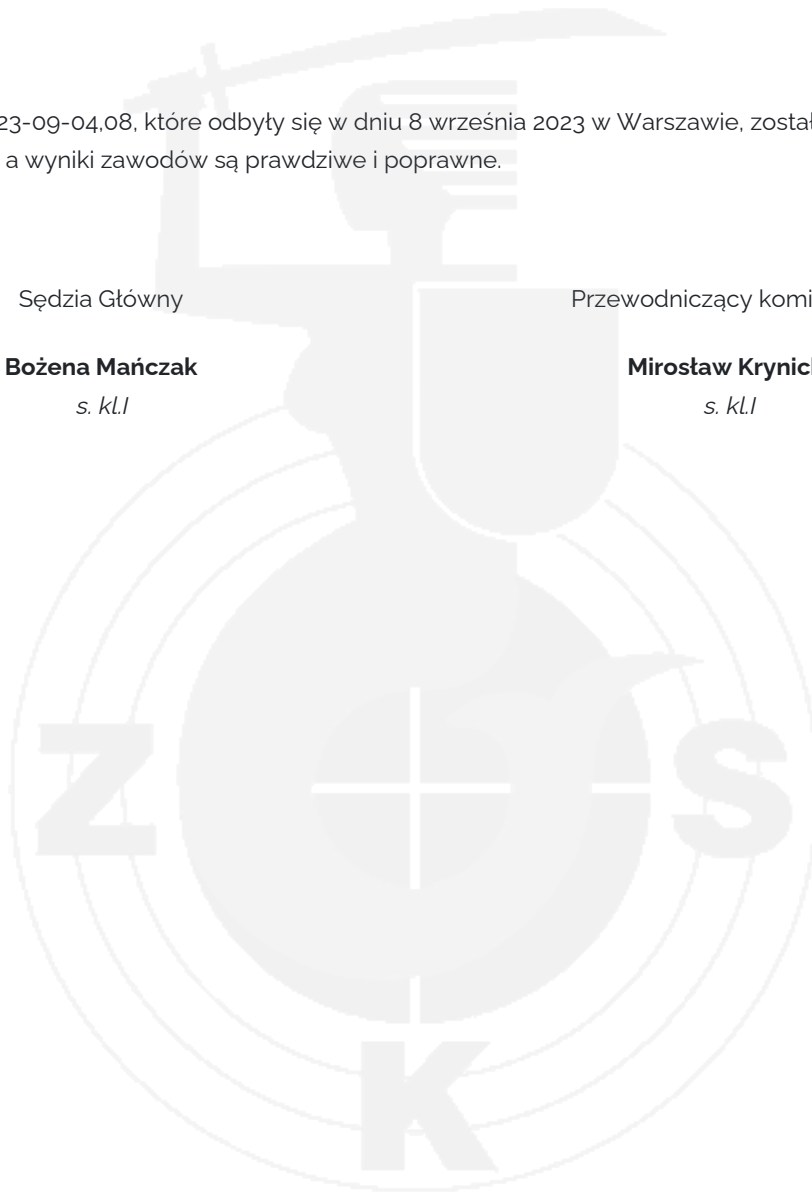 23-09-04,08, które odbyły się w dniu 8 września 2023 w Warszawie, został
a wyniki zawodów są prawdziwe i poprawne.
Sędzia Główny Przewodniczący komi
Bożena Mańczak Mirosław Krynic
s. kl.I s. kl.I
Z S
K